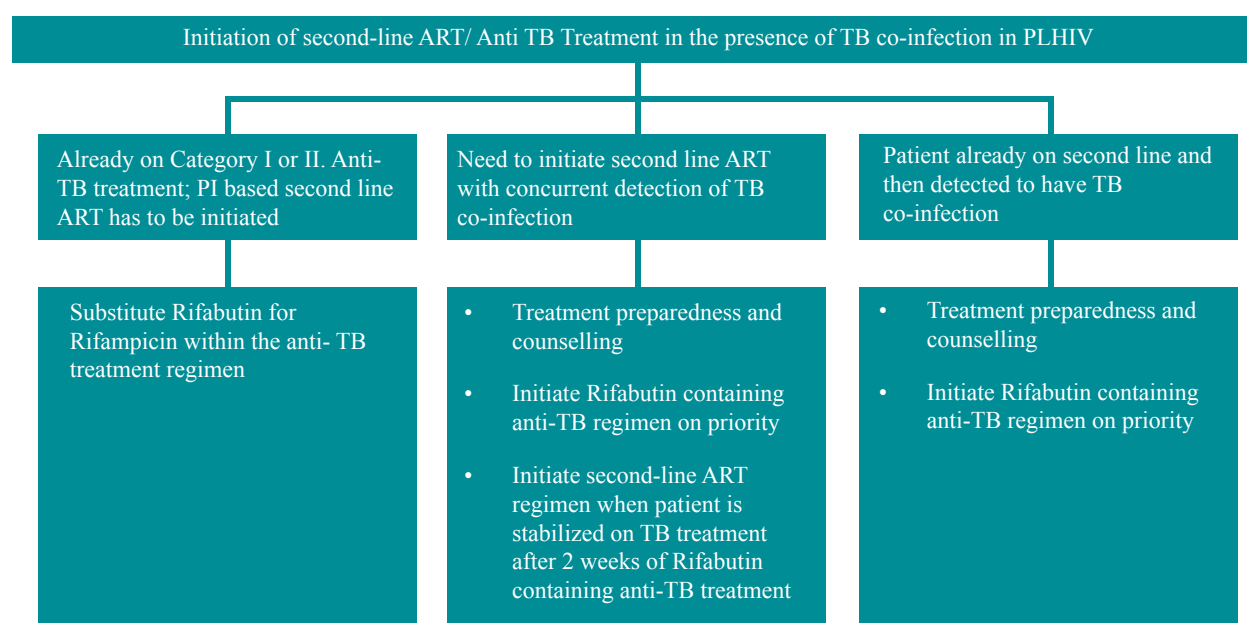 Initiation of second-line ART/ Anti TB Treatment in the presence of TB co-infection in PLHIV
Already on Category I or II. Anti-
TB treatment; PI based second line
ART has to be initiated
Substitute Rifabutin for
Rifampicin within the anti- TB
treatment regimen
Need to initiate second line ART
with concurrent detection of TB
co-infection
• Treatment preparedness and
counselling
• Initiate Rifabutin containing
anti-TB regimen on priority
• Initiate second-line ART
regimen when patient is
stabilized on TB treatment
after 2 weeks of Rifabutin
containing anti-TB treatment
Patient already on second line and
then detected to have TB
co-infection
• Treatment preparedness and
counselling
• Initiate Rifabutin containing
anti-TB regimen on priority